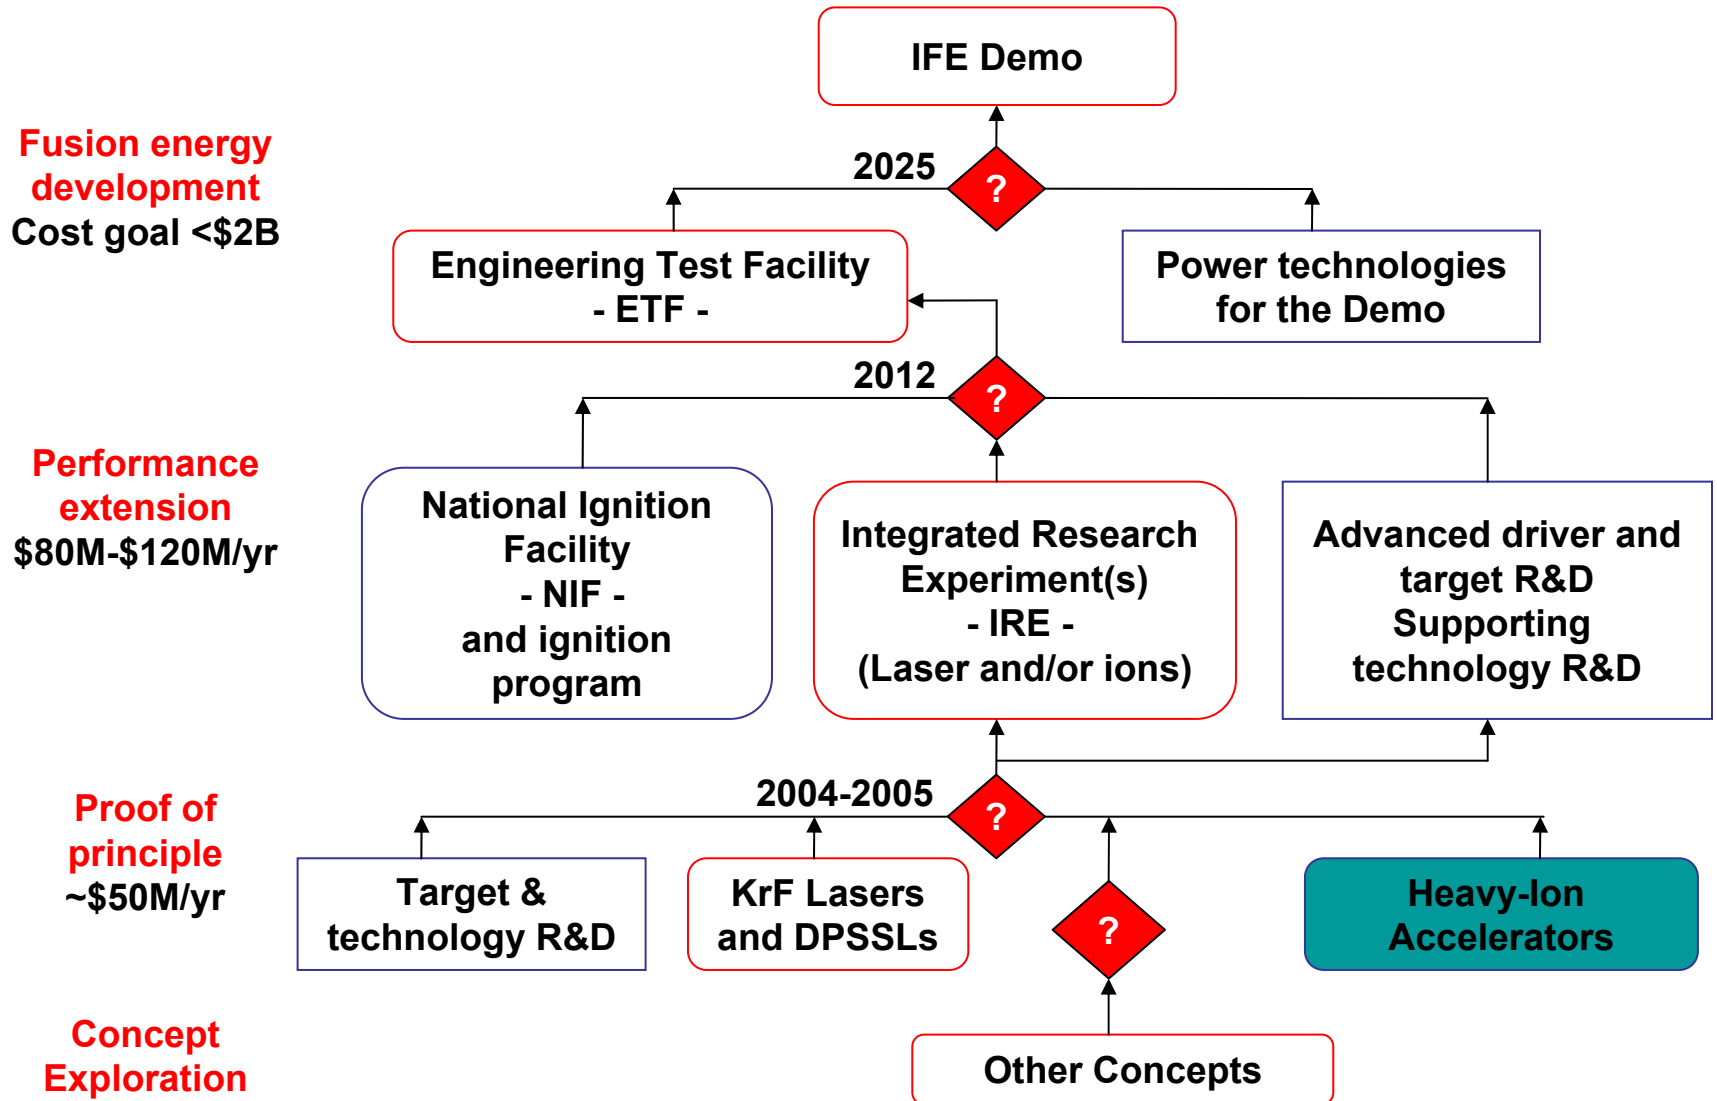 IFE Demo
Fusion energy
development
Cost goal <$2B
2025
?
Engineering Test Facility
- ETF -
Power technologies
for the Demo
2012
?
Performance
extension
$80M-$120M/yr
National Ignition
Facility
- NIF -
and ignition
program
Integrated Research
Experiment(s)
- IRE -
(Laser and/or ions)
Advanced driver and
target R&D
Supporting
technology R&D
Proof of
principle
~$50M/yr
2004-2005
?
Target &
technology R&D
KrF Lasers
and DPSSLs
?
Heavy-Ion
Accelerators
Concept
Exploration
Other Concepts